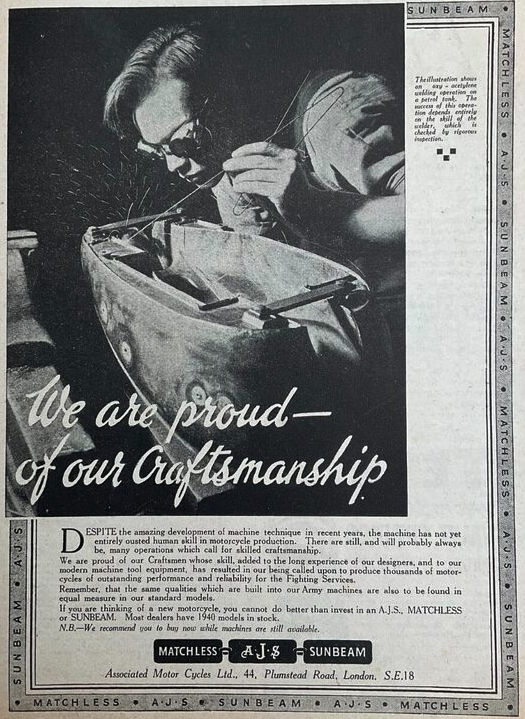 SUNBEAM •
MATCHLESS • A·J·S • SUNBEAM • A·J·S • MATCHLESS • A·J·S • SUNBEAM •
The illustration shows
an oxy-acetylene
welding operation on
a petrol tank. The
success of this opera-
tion depends entirely
on the skill of the
welder, which is
checked by rigorous
inspection.
We are proud—
of our Craftsmanship
DESPITE the amazing development of machine technique in recent years, the machine has not yet
entirely ousted human skill in motorcycle production. There are still, and will probably always
be, many operations which call for skilled craftsmanship.
We are proud of our Craftsmen whose skill, added to the long experience of our designers, and to our
modern machine tool equipment, has resulted in our being called upon to produce thousands of motor-
cycles of outstanding performance and reliability for the Fighting Services.
Remember, that the same qualities which are built into our Army machines are also to be found in
equal measure in our standard models.
If you are thinking of a new motorcycle, you cannot do better than invest in an A.J.S., MATCHLESS
or SUNBEAM. Most dealers have 1940 models in stock.
N.B.—We recommend you to buy now while machines are still available.
MATCHLESS A·J·S SUNBEAM
Associated Motor Cycles Ltd., 44, Plumstead Road, London, S.E.18
SUNBEAM • A·J·S
• MATCHLESS • A·J·S • SUNBEAM • A·J·S • MATCHLESS •